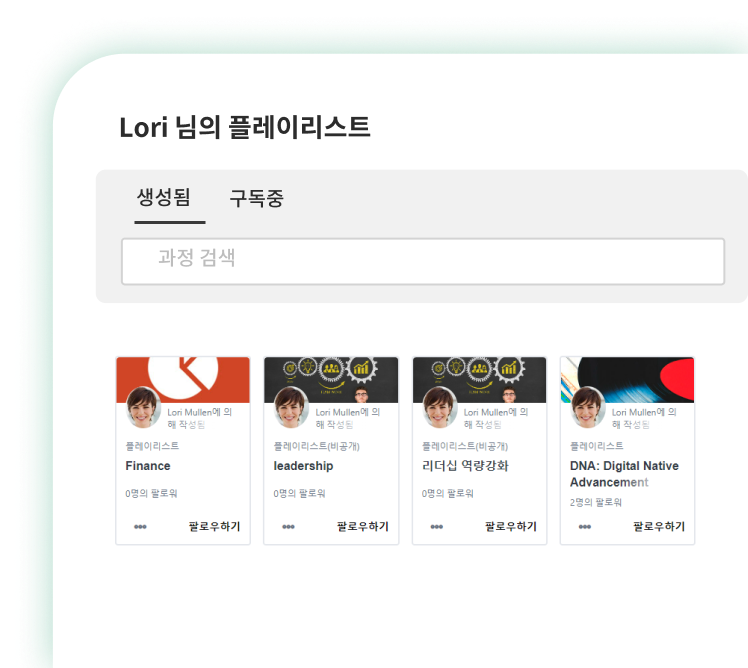 Lori 님의 플레이리스트
생성됨 구독중
과정 검색
Lori Mullen에 의
해 작성됨
플레이리스트
Finance
0명의 팔로워
••• 팔로우하기
Lori Mullen에 의
해 작성됨
플레이리스트(비공개)
leadership
0명의 팔로워
••• 팔로우하기
Lori Mullen에 의
해 작성됨
플레이리스트(비공개)
리더십 역량강화
0명의 팔로워
••• 팔로우하기
Lori Mullen에 의
해 작성됨
플레이리스트
DNA: Digital Native
Advancement
2명의 팔로워
••• 팔로우하기